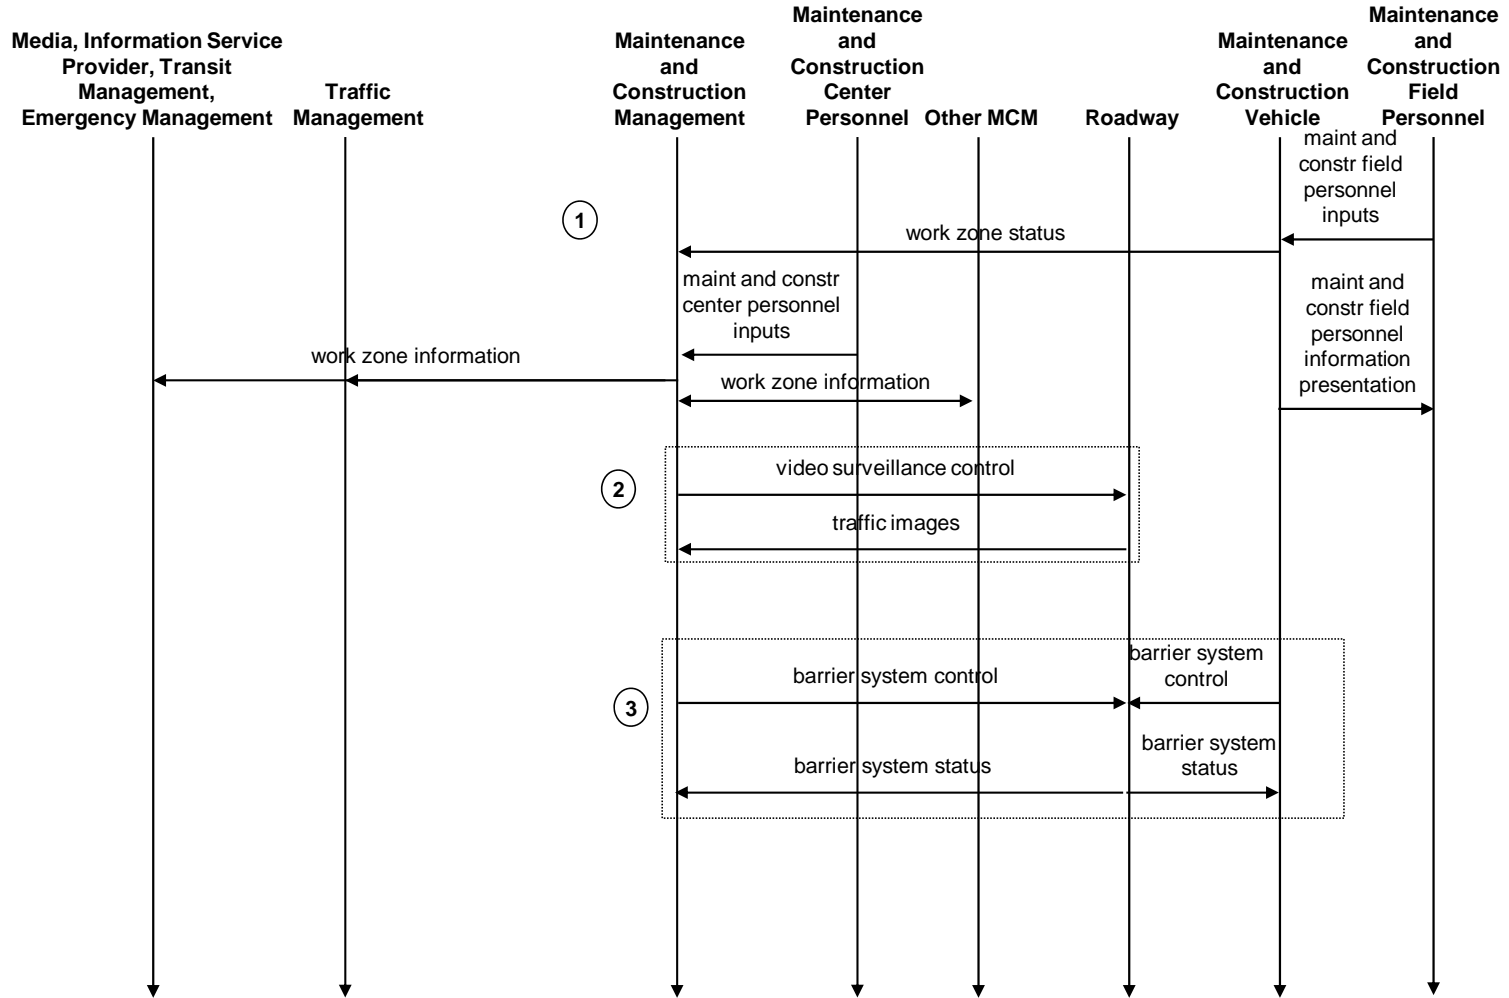 Media, Information Service
Provider, Transit
Management,
Emergency Management
Traffic
Management
Maintenance
and
Construction
Management
Maintenance
and
Construction
Center
Personnel
Other MCM
Roadway
Maintenance
and
Construction
Vehicle
Maintenance
and
Construction
Field
Personnel
maint and
constr field
personnel
inputs
1
work zone status
maint and constr
center personnel
inputs
maint and
constr field
personnel
information
presentation
work zone information
work zone information
2
video surveillance control
traffic images
3
barrier system control
barrier system
control
barrier system status
barrier system
status